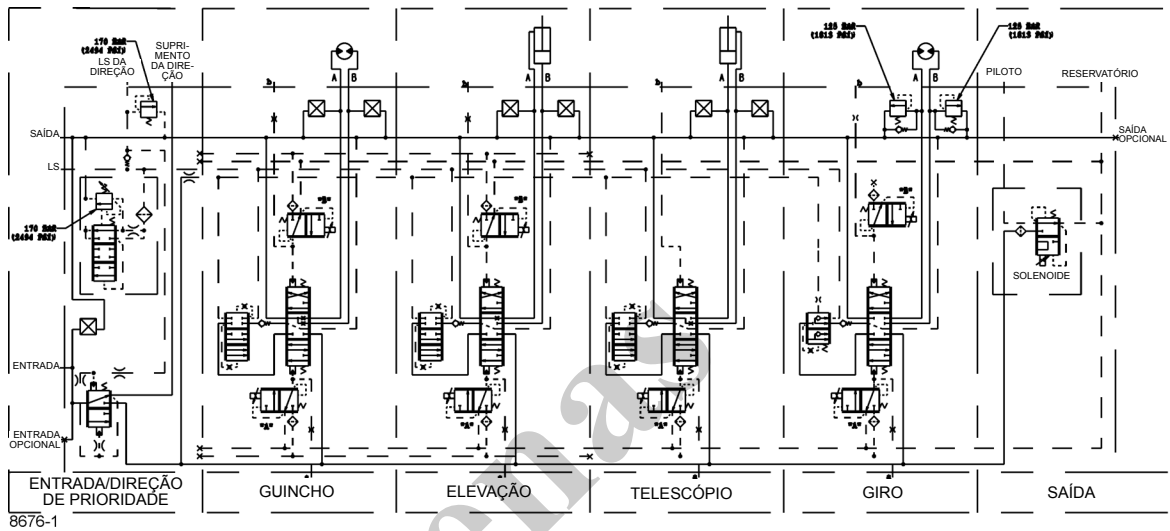 170 BAR
(2494 PSI)
LS DA
DIREÇÃO
SUPRI-
MENTO
DA DIRE-
ÇÃO
125 BAR
(1813 PSI)
125 BAR
(1813 PSI)
A B
A B
A B
A B
b
b
b
b
PILOTO
RESERVATÓRIO
SAÍDA
SAÍDA
OPCIONAL
LS
170 BAR
(2494 PSI)
"B"
"B"
"B"
SOLENOIDE
ENTRADA
ENTRADA
OPCIONAL
"A"
"A"
"A"
"A"
a
a
a
a
ENTRADA/DIREÇÃO
DE PRIORIDADE
GUINCHO
ELEVAÇÃO
TELESCÓPIO
GIRO
SAÍDA
8676-1